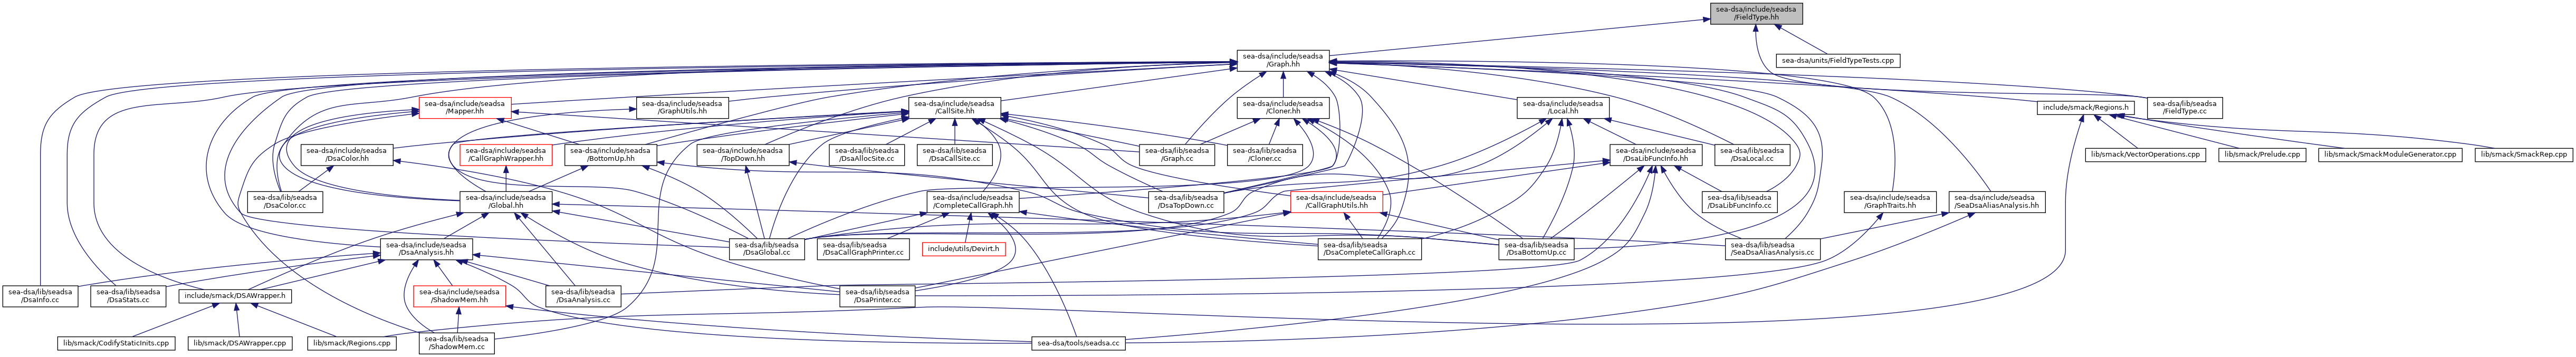 sea-dsa/include/seadsa
/FieldType.hh
sea-dsa/include/seadsa
/Graph.hh
sea-dsa/units/FieldTypeTests.cpp
sea-dsa/include/seadsa
/Mapper.hh
sea-dsa/include/seadsa
/GraphUtils.hh
sea-dsa/include/seadsa
/CallSite.hh
sea-dsa/include/seadsa
/Cloner.hh
sea-dsa/include/seadsa
/Local.hh
include/smack/Regions.h
sea-dsa/lib/seadsa
/FieldType.cc
sea-dsa/include/seadsa
/DsaColor.hh
sea-dsa/include/seadsa
/CallGraphWrapper.hh
sea-dsa/include/seadsa
/BottomUp.hh
sea-dsa/include/seadsa
/TopDown.hh
sea-dsa/lib/seadsa
/DsaAllocSite.cc
sea-dsa/lib/seadsa
/DsaCallSite.cc
sea-dsa/lib/seadsa
/Graph.cc
sea-dsa/lib/seadsa
/Cloner.cc
sea-dsa/include/seadsa
/DsaLibFuncInfo.hh
sea-dsa/lib/seadsa
/DsaLocal.cc
lib/smack/VectorOperations.cpp
lib/smack/Prelude.cpp
lib/smack/SmackModuleGenerator.cpp
lib/smack/SmackRep.cpp
sea-dsa/lib/seadsa
/DsaColor.cc
sea-dsa/include/seadsa
/Global.hh
sea-dsa/include/seadsa
/CompleteCallGraph.hh
sea-dsa/lib/seadsa
/DsaTopDown.cc
sea-dsa/include/seadsa
/CallGraphUtils.hh
sea-dsa/lib/seadsa
/DsaLibFuncInfo.cc
sea-dsa/include/seadsa
/GraphTraits.hh
sea-dsa/include/seadsa
/SeaDsaAliasAnalysis.hh
sea-dsa/include/seadsa
/DsaAnalysis.hh
sea-dsa/lib/seadsa
/DsaGlobal.cc
sea-dsa/lib/seadsa
/DsaCallGraphPrinter.cc
include/utils/Devirt.h
sea-dsa/lib/seadsa
/DsaCompleteCallGraph.cc
sea-dsa/lib/seadsa
/DsaBottomUp.cc
sea-dsa/lib/seadsa
/SeaDsaAliasAnalysis.cc
sea-dsa/lib/seadsa
/DsaInfo.cc
sea-dsa/lib/seadsa
/DsaStats.cc
include/smack/DSAWrapper.h
sea-dsa/include/seadsa
/ShadowMem.hh
sea-dsa/lib/seadsa
/DsaAnalysis.cc
sea-dsa/lib/seadsa
/DsaPrinter.cc
lib/smack/CodifyStaticInits.cpp
lib/smack/DSAWrapper.cpp
lib/smack/Regions.cpp
sea-dsa/lib/seadsa
/ShadowMem.cc
sea-dsa/tools/seadsa.cc